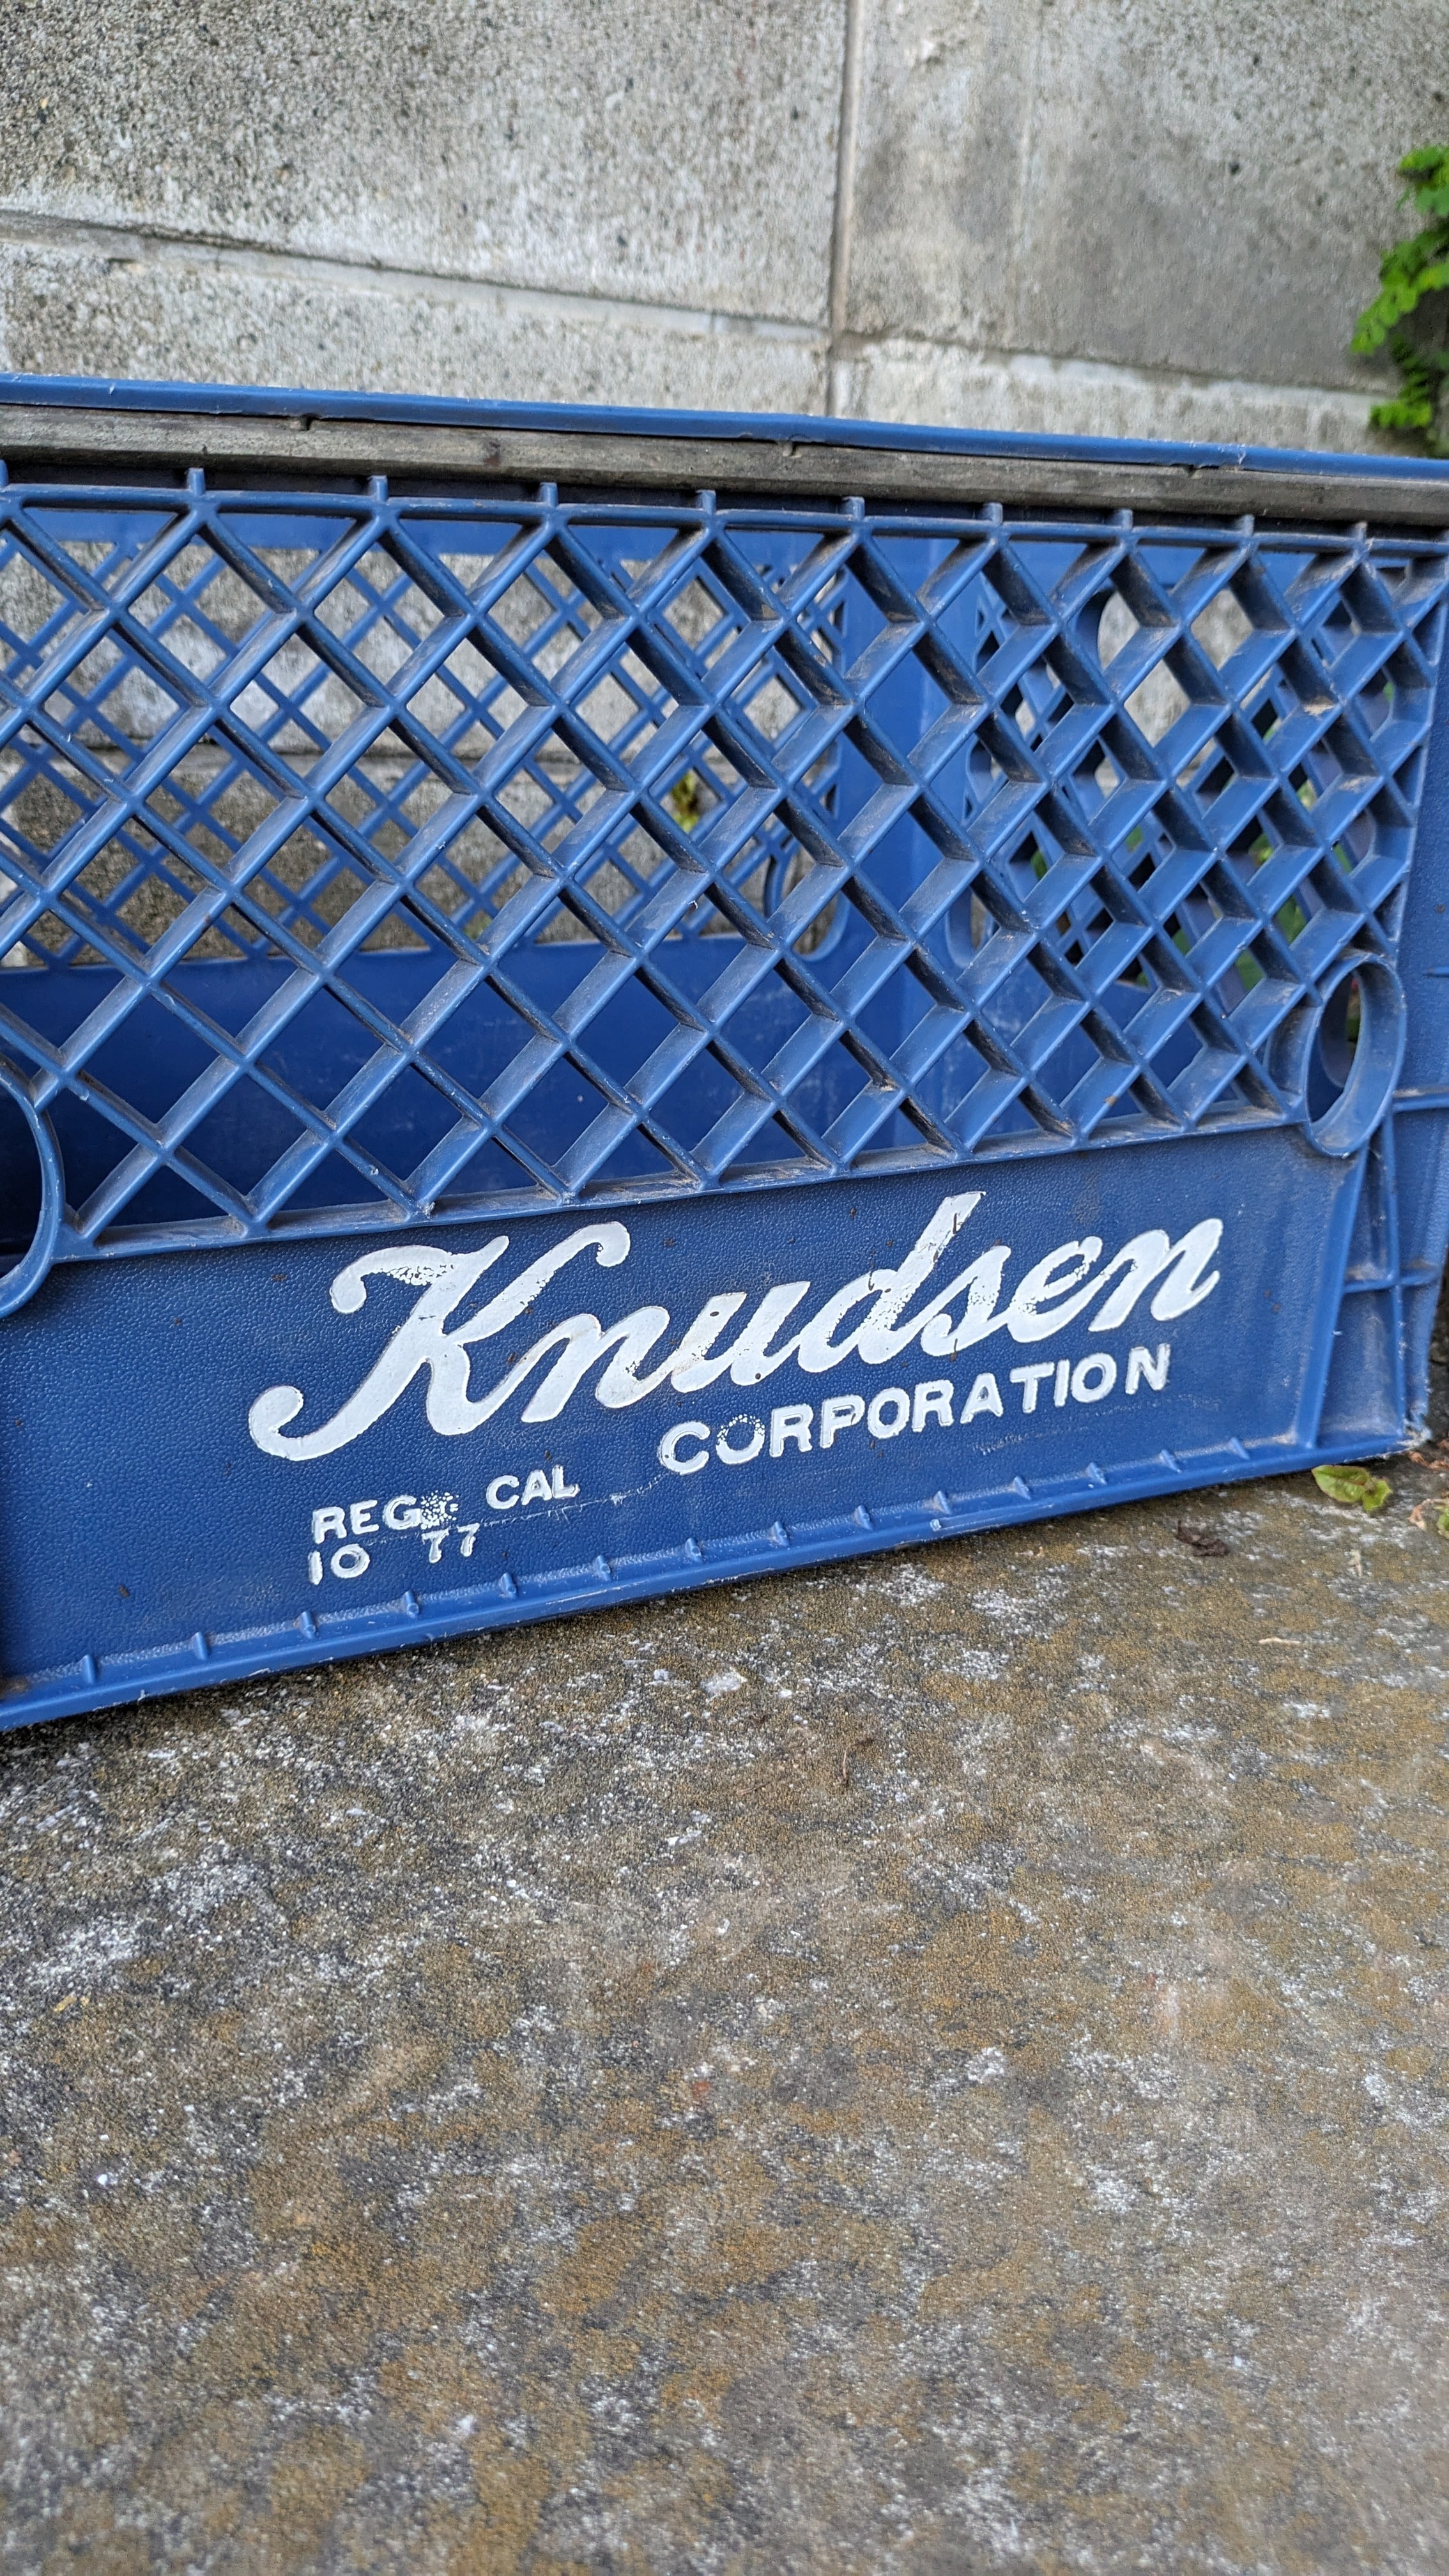 Knudsen
CORPORATION
REG. CAL
10 77